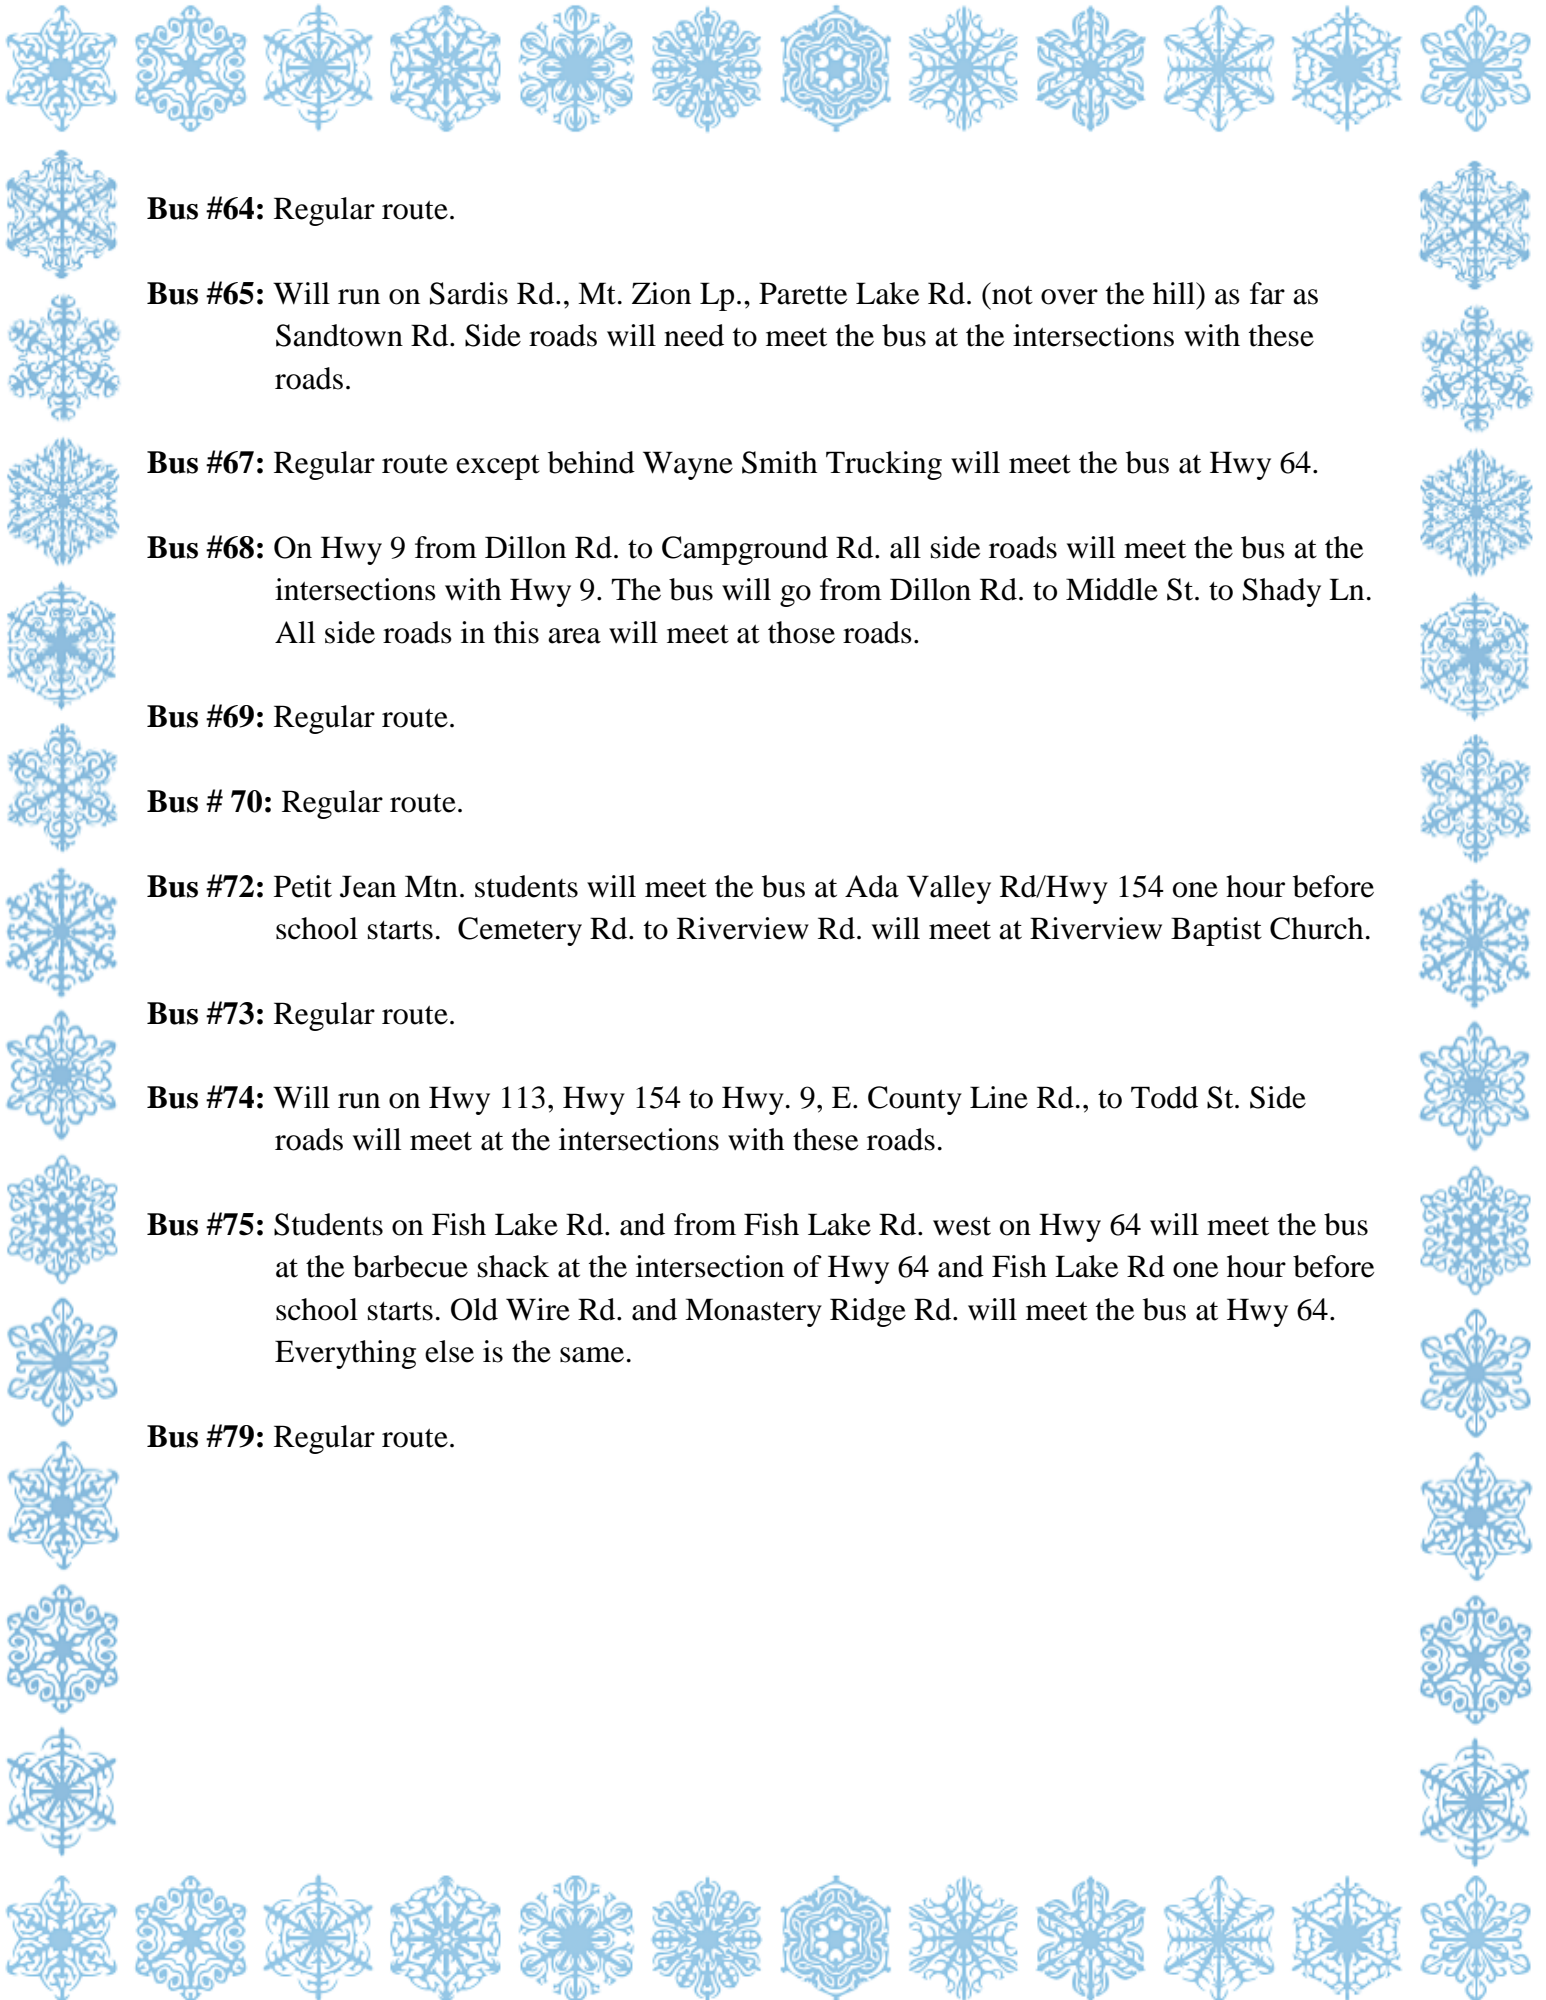 Bus #64: Regular route.
Bus #65: Will run on Sardis Rd., Mt. Zion Lp., Parette Lake Rd. (not over the hill) as far as
Sandtown Rd. Side roads will need to meet the bus at the intersections with these
roads.
Bus #67: Regular route except behind Wayne Smith Trucking will meet the bus at Hwy 64.
Bus #68: On Hwy 9 from Dillon Rd. to Campground Rd. all side roads will meet the bus at the
intersections with Hwy 9. The bus will go from Dillon Rd. to Middle St. to Shady Ln.
All side roads in this area will meet at those roads.
Bus #69: Regular route.
Bus # 70: Regular route.
Bus #72: Petit Jean Mtn. students will meet the bus at Ada Valley Rd/Hwy 154 one hour before
school starts.  Cemetery Rd. to Riverview Rd. will meet at Riverview Baptist Church.
Bus #73: Regular route.
Bus #74: Will run on Hwy 113, Hwy 154 to Hwy. 9, E. County Line Rd., to Todd St. Side
roads will meet at the intersections with these roads.
Bus #75: Students on Fish Lake Rd. and from Fish Lake Rd. west on Hwy 64 will meet the bus
at the barbecue shack at the intersection of Hwy 64 and Fish Lake Rd one hour before
school starts. Old Wire Rd. and Monastery Ridge Rd. will meet the bus at Hwy 64.
Everything else is the same.
Bus #79: Regular route.